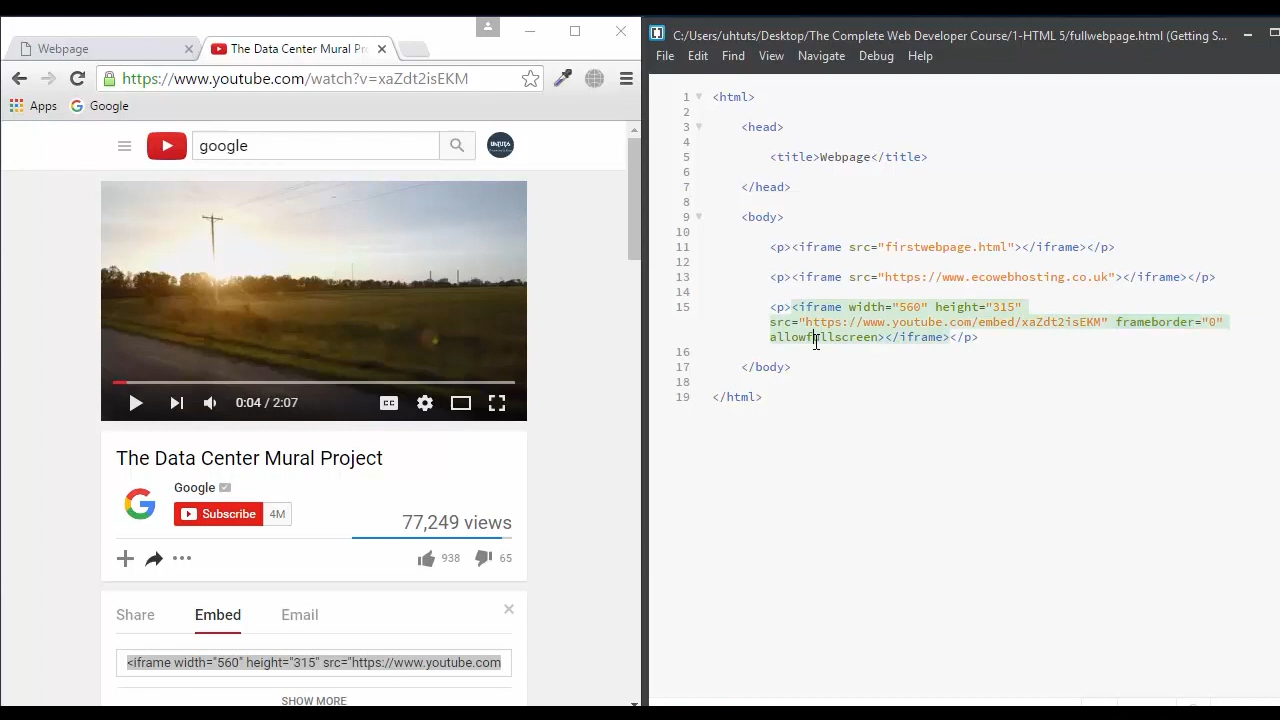 Webpage
The Data Center Mural Pr
https://www.youtube.com/watch?v=xaZdt2isEKM
Apps
Google
google
UHTUTS
0:04 / 2:07
CC
The Data Center Mural Project
Google
Subscribe
4M
77,249 views
938
65
Share
Embed
Email
<iframe width="560" height="315" src="https://www.youtube.com
SHOW MORE
C:/Users/uhtuts/Desktop/The Complete Web Developer Course/1-HTML 5/fullwebpage.html (Getting S...
File Edit Find View Navigate Debug Help
1 <html>
2
3 <head>
4
5 <title>Webpage</title>
6
7 </head>
8
9 <body>
10
11 <p><iframe src="firstwebpage.html"></iframe></p>
12
13 <p><iframe src="https://www.ecowebhosting.co.uk"></iframe></p>
14
15 <p><iframe width="560" height="315"
src="https://www.youtube.com/embed/xaZdt2isEKM" frameborder="0"
allowfullscreen></iframe></p>
16
17 </body>
18
19 </html>